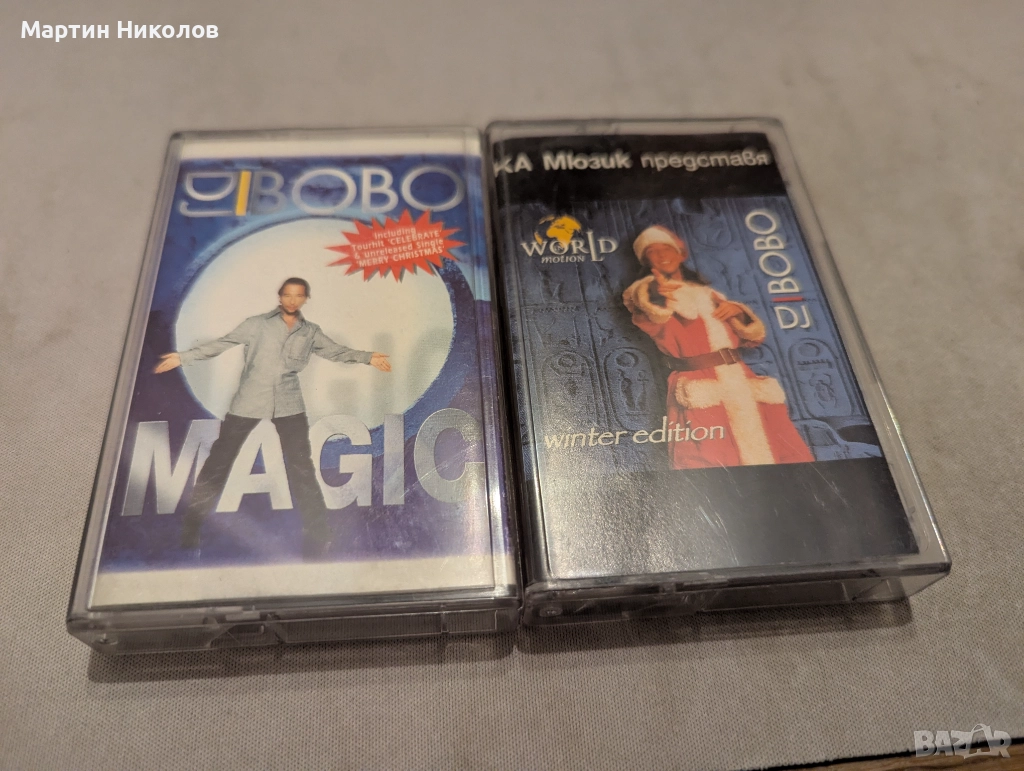 Мартин Николов
DJ BOBO
Including
Tourhit 'CELEBRATE'
& unreleased Single
'MERRY CHRISTMAS'
MAGIC
КА Мюзик представя
WORLD
motion
DJ BOBO
winter edition
BAZAR